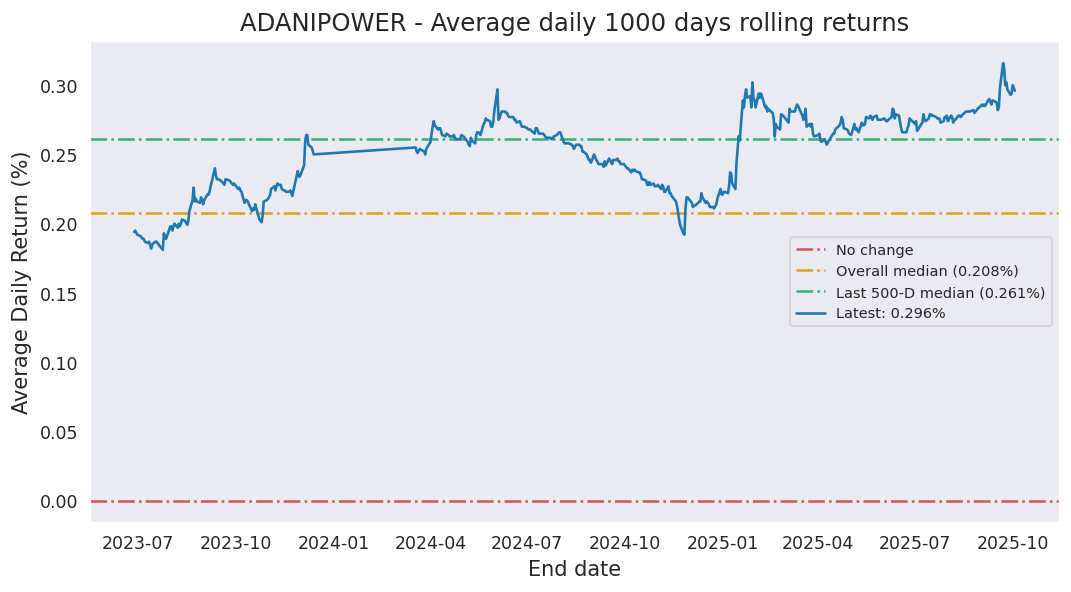 ADANIPOWER - Average daily 1000 days rolling returns
Average Daily Return (%)
0.30
0.25
0.20
0.15
0.10
0.05
0.00
No change
Overall median (0.208%)
Last 500-D median (0.261%)
Latest: 0.296%
2023-07 2023-10 2024-01 2024-04 2024-07 2024-10 2025-01 2025-04 2025-07 2025-10
End date